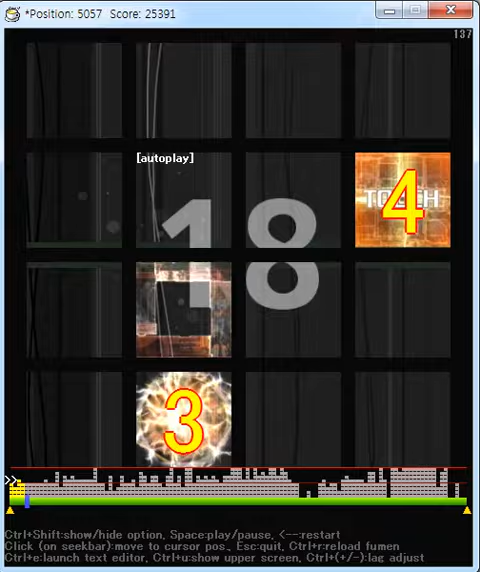 *Position: 5057 Score: 25391
137
[autoplay]
TOUCH
4
18
3
Ctrl+Shift:show/hide option, Space:play/pause, <--:restart
Click (on seekbar):move to cursor pos., Esc:quit, Ctrl+r:reload fumen
Ctrl+e:launch text editor, Ctrl+u:show upper screen, Ctrl+(+/-):lag adjust